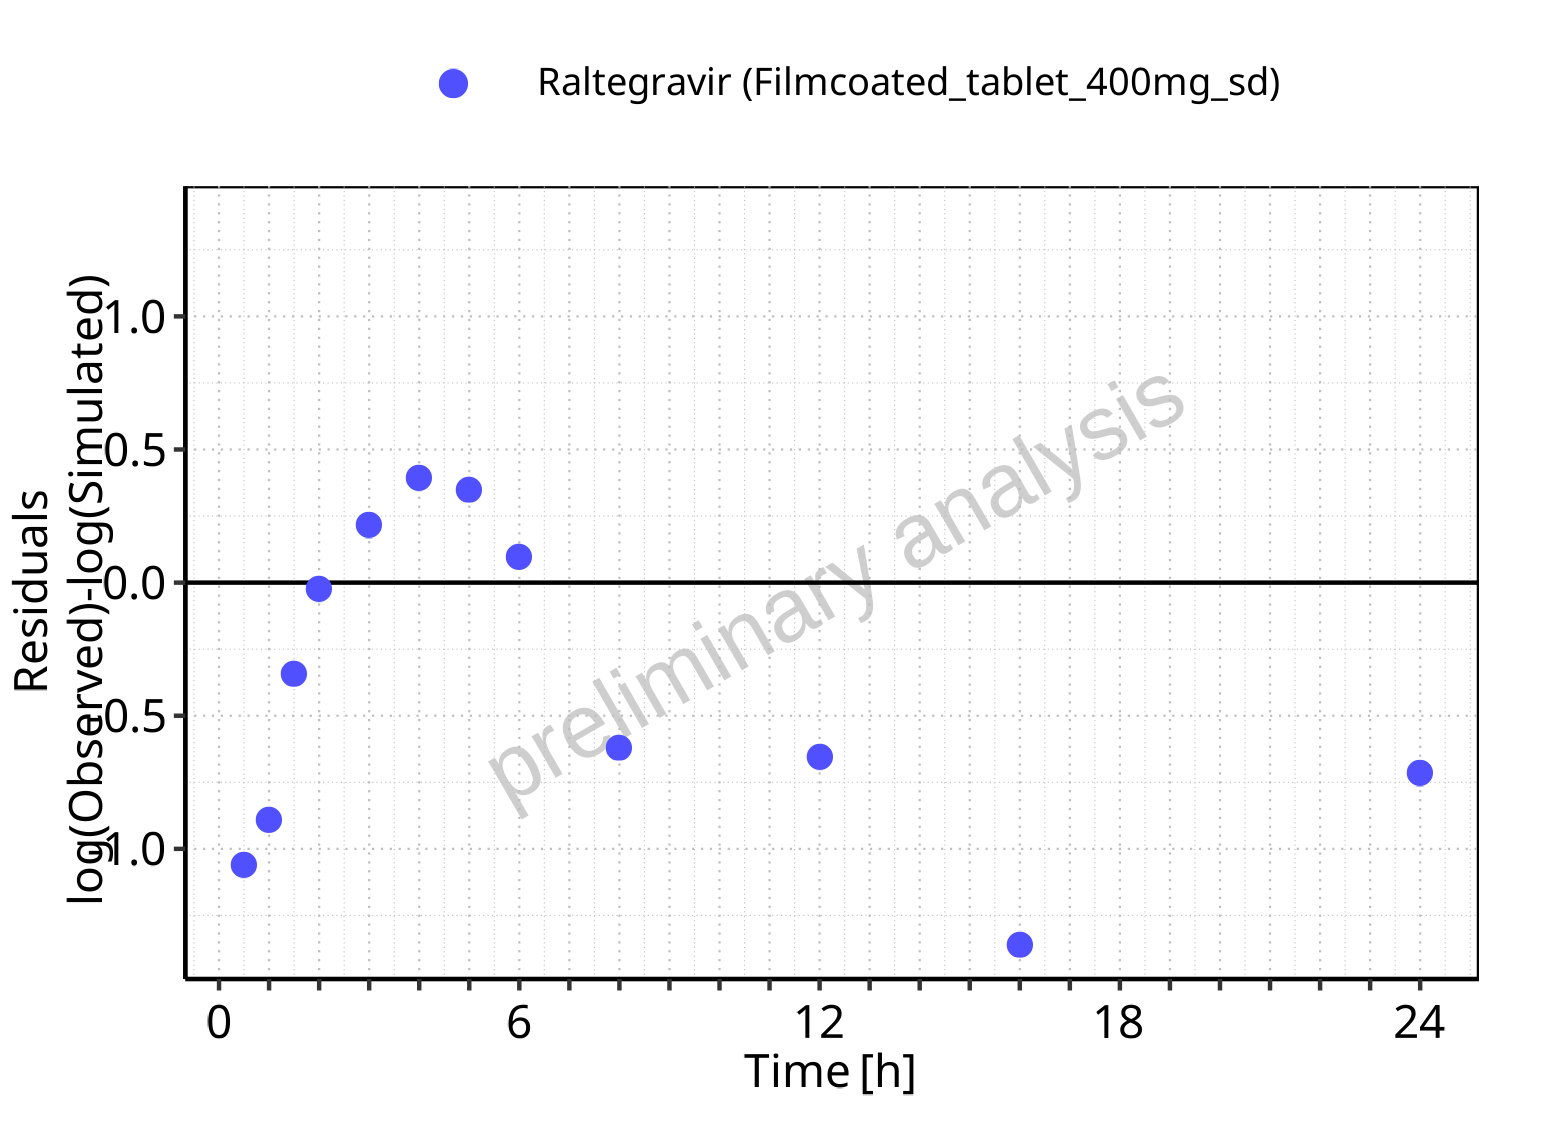 Raltegravir (Filmcoated_tablet_400mg_sd)
Residuals
log(Observed)-log(Simulated)
1.0
0.5
0.0
-0.5
-1.0
preliminary analysis
0 6 12 18 24
Time [h]